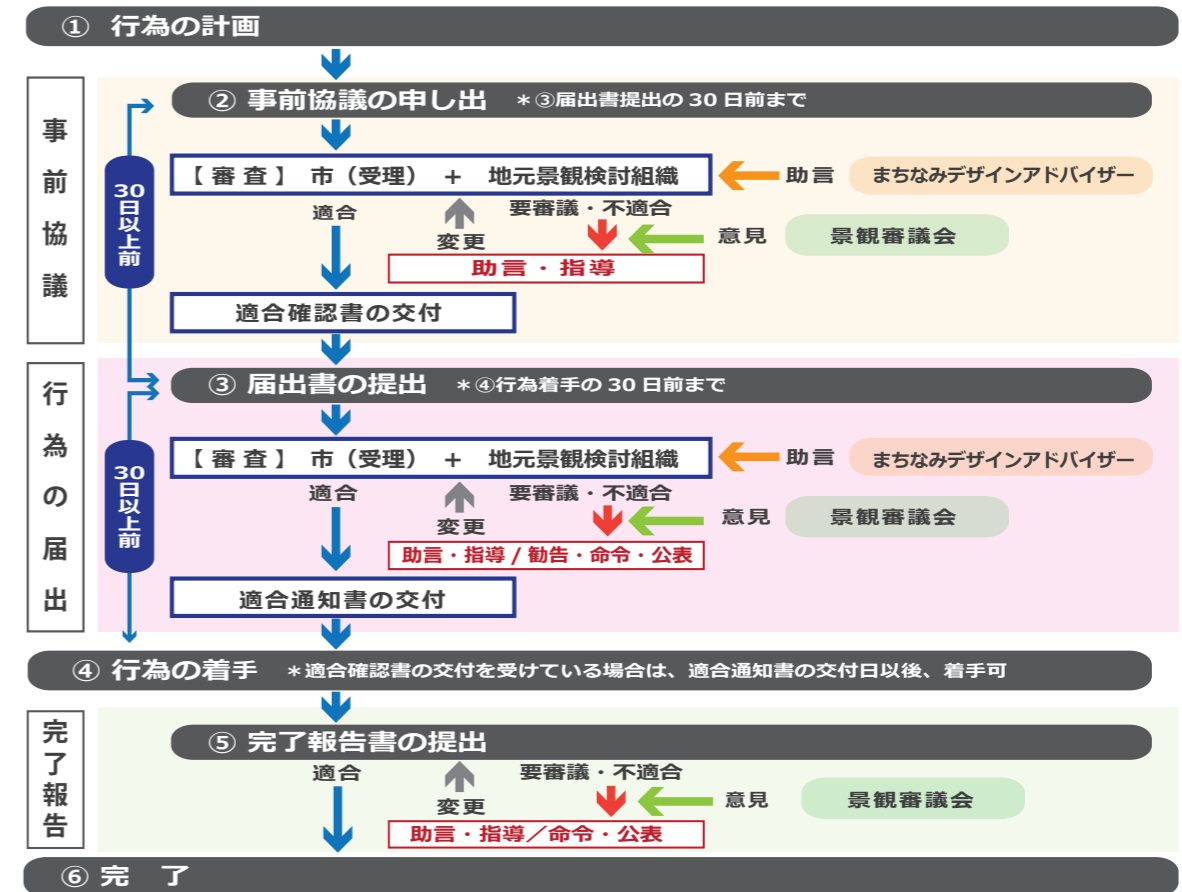 ① 行為の計画
事前協議
② 事前協議の申し出 ＊③届出書提出の 30 日前まで
30日以上前
【 審 査 】 市（受理） + 地元景観検討組織
助言
まちなみデザインアドバイザー
適合
変更
要審議・不適合
意見
景観審議会
助言・指導
適合確認書の交付
行為の届出
③ 届出書の提出 ＊④行為着手の 30 日前まで
30日以上前
【 審 査 】 市（受理） + 地元景観検討組織
助言
まちなみデザインアドバイザー
適合
変更
要審議・不適合
意見
景観審議会
助言・指導 / 勧告・命令・公表
適合通知書の交付
④ 行為の着手 ＊適合確認書の交付を受けている場合は、適合通知書の交付日以後、着手可
完了報告
⑤ 完了報告書の提出
適合
変更
要審議・不適合
意見
景観審議会
助言・指導／命令・公表
⑥ 完 了